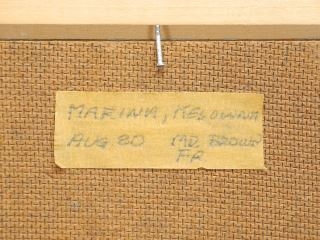 MARINA, KELOWNA
AUG 80 MD. BROWN
FR